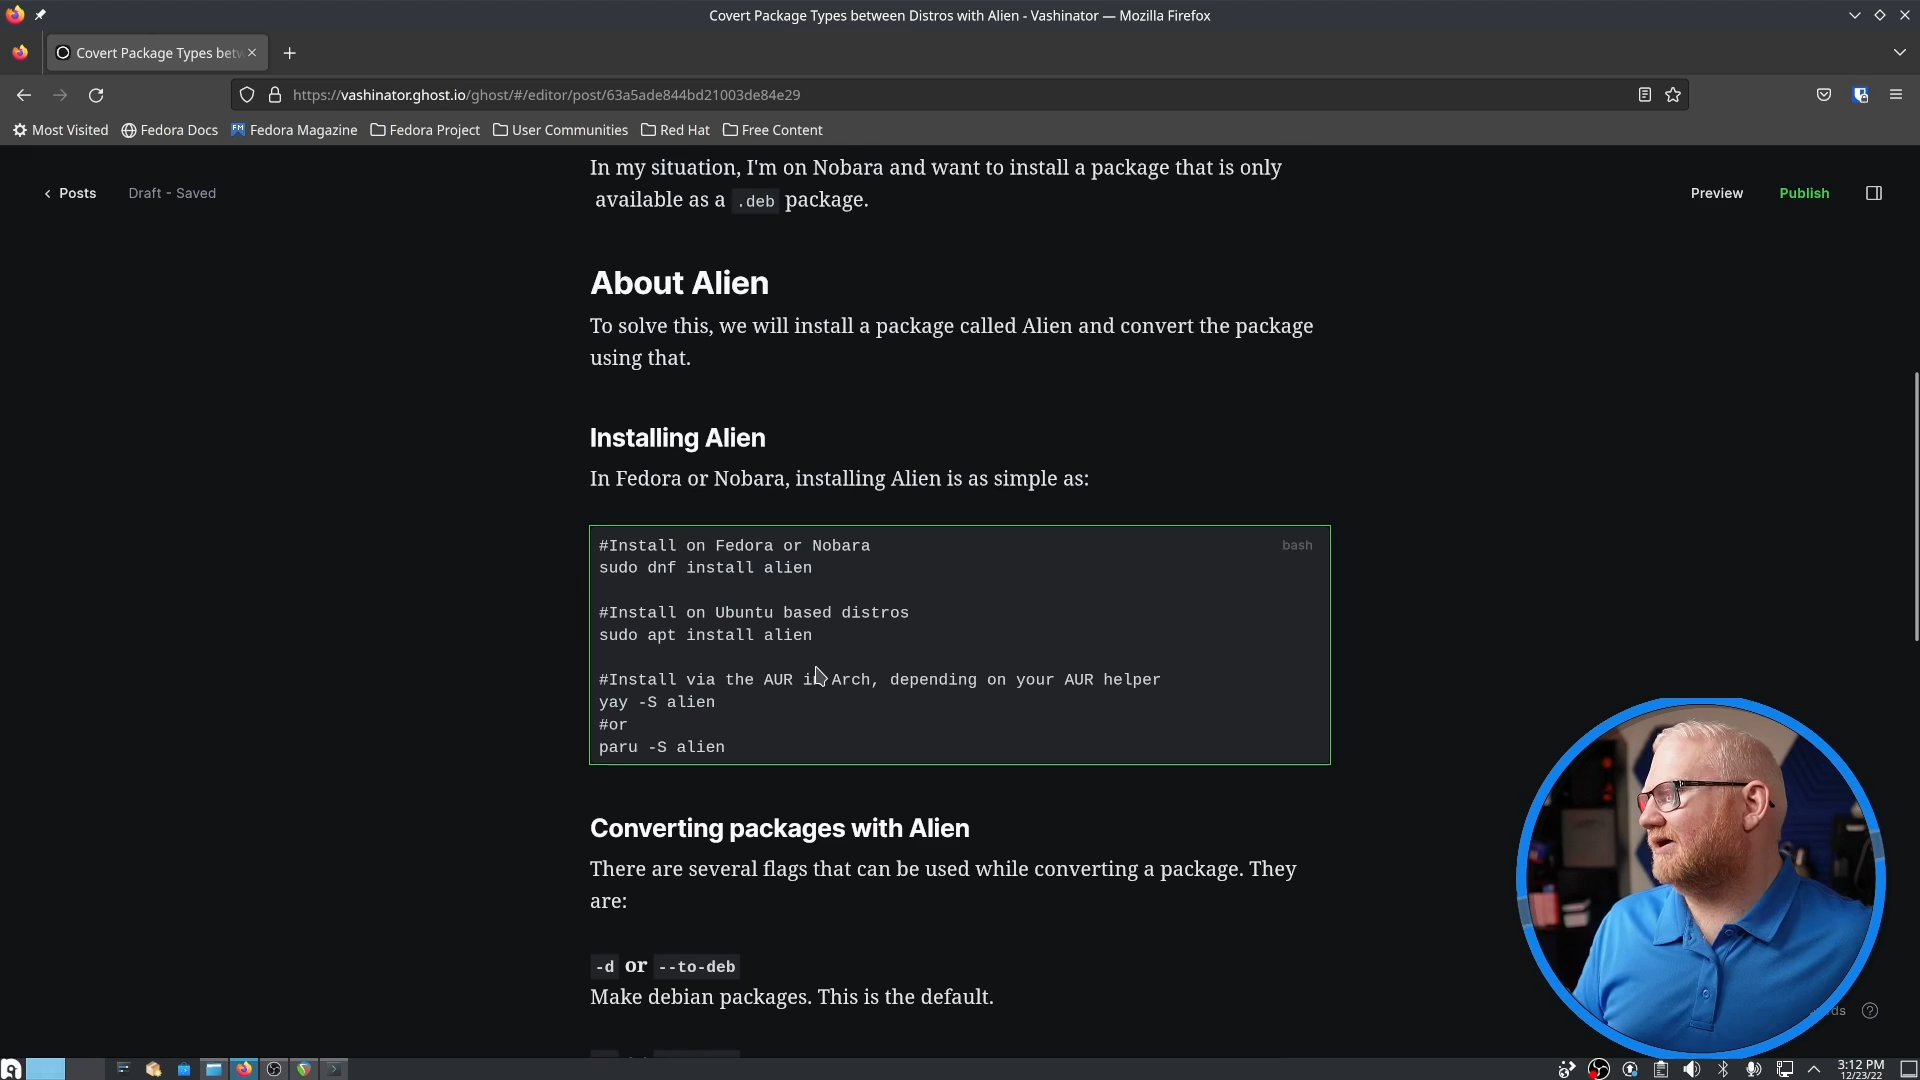 Covert Package Types between Distros with Alien - Vashinator — Mozilla Firefox
Covert Package Types betw
https://vashinator.ghost.io/ghost/#/editor/post/63a5ade844bd21003de84e29
Most Visited
Fedora Docs
Fedora Magazine
Fedora Project
User Communities
Red Hat
Free Content
In my situation, I'm on Nobara and want to install a package that is only
available as a .deb package.
Posts
Draft - Saved
Preview
Publish
About Alien
To solve this, we will install a package called Alien and convert the package
using that.
Installing Alien
In Fedora or Nobara, installing Alien is as simple as:
bash
#Install on Fedora or Nobara
sudo dnf install alien
#Install on Ubuntu based distros
sudo apt install alien
#Install via the AUR in Arch, depending on your AUR helper
yay -S alien
#or
paru -S alien
Converting packages with Alien
There are several flags that can be used while converting a package. They
are:
-d or --to-deb
Make debian packages. This is the default.
3:12 PM
12/23/22